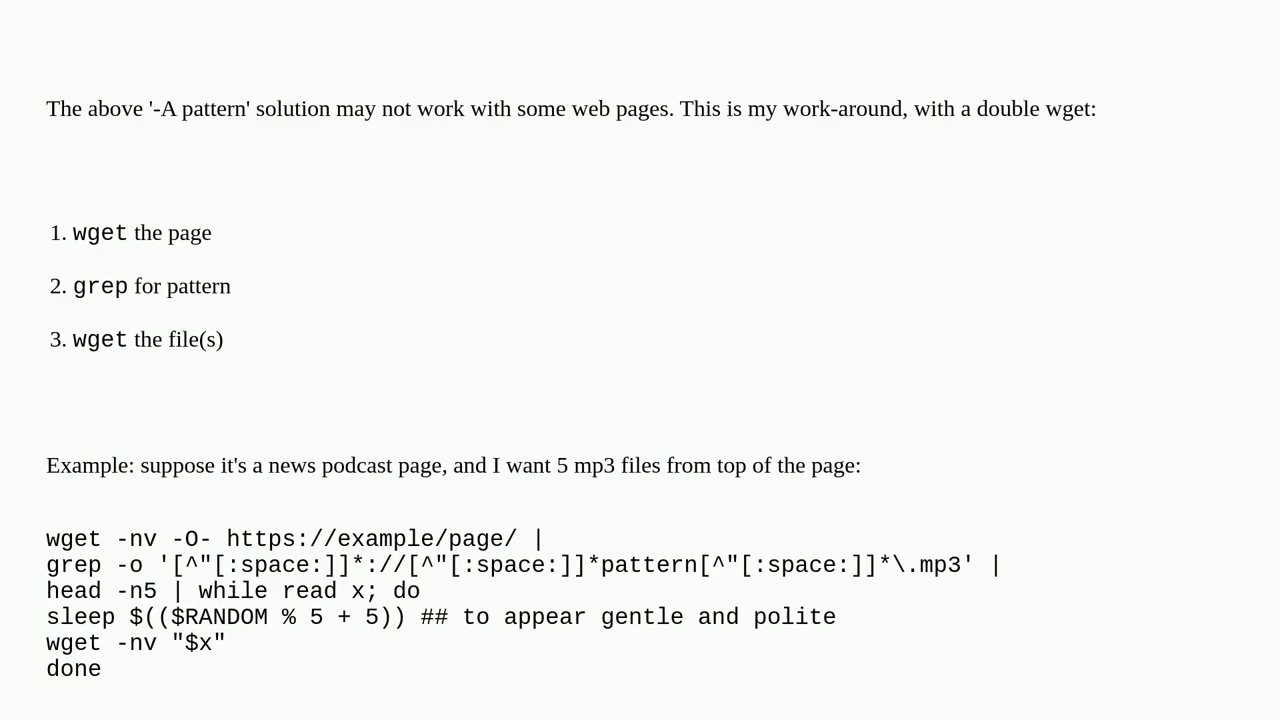 The above '-A pattern' solution may not work with some web pages. This is my work-around, with a double wget:
1. wget the page
2. grep for pattern
3. wget the file(s)
Example: suppose it's a news podcast page, and I want 5 mp3 files from top of the page:
wget -nv -O- https://example/page/ |
grep -o '[^"[:space:]]*://[^"[:space:]]*pattern[^"[:space:]]*\.mp3' |
head -n5 | while read x; do
sleep $(($RANDOM % 5 + 5)) ## to appear gentle and polite
wget -nv "$x"
done